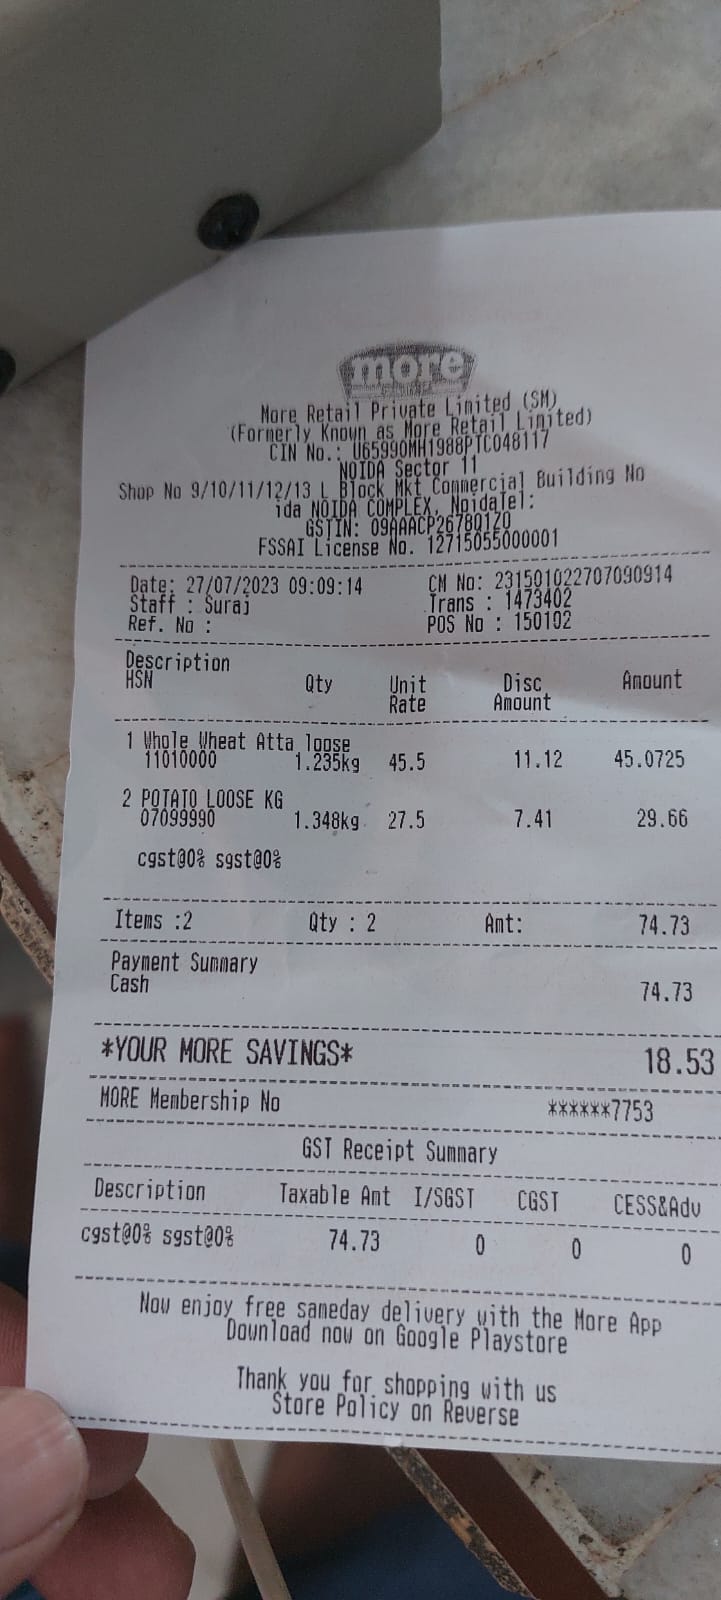 more
More Retail Private Limited (SM)
(Formerly Known as More Retail Limited)
CIN No.: U65990MH1988PTC048117
NOIDA Sector 11
Shop No 9/10/11/12/13 L Block Mkt Commercial Building No
ida NOIDA COMPLEX, NoidaTel:
GSTIN: 09AAACP2678Q1Z0
FSSAI License No. 12715055000001
Date: 27/07/2023 09:09:14 CM No: 231501022707090914
Staff : Suraj Trans : 1473402
Ref. No : POS No : 150102
Description
HSN Qty Unit Rate Disc Amount Amount
1 Whole Wheat Atta loose
11010000 1.235kg 45.5 11.12 45.0725
2 POTATO LOOSE KG
07099990 1.348kg 27.5 7.41 29.66
cgst@0% sgst@0%
Items :2 Qty : 2 Amt: 74.73
Payment Summary
Cash 74.73
*YOUR MORE SAVINGS* 18.53
MORE Membership No ******7753
GST Receipt Summary
Description Taxable Amt I/SGST CGST CESS&Adv
cgst@0% sgst@0% 74.73 0 0 0
Now enjoy free sameday delivery with the More App
Download now on Google Playstore
Thank you for shopping with us
Store Policy on Reverse